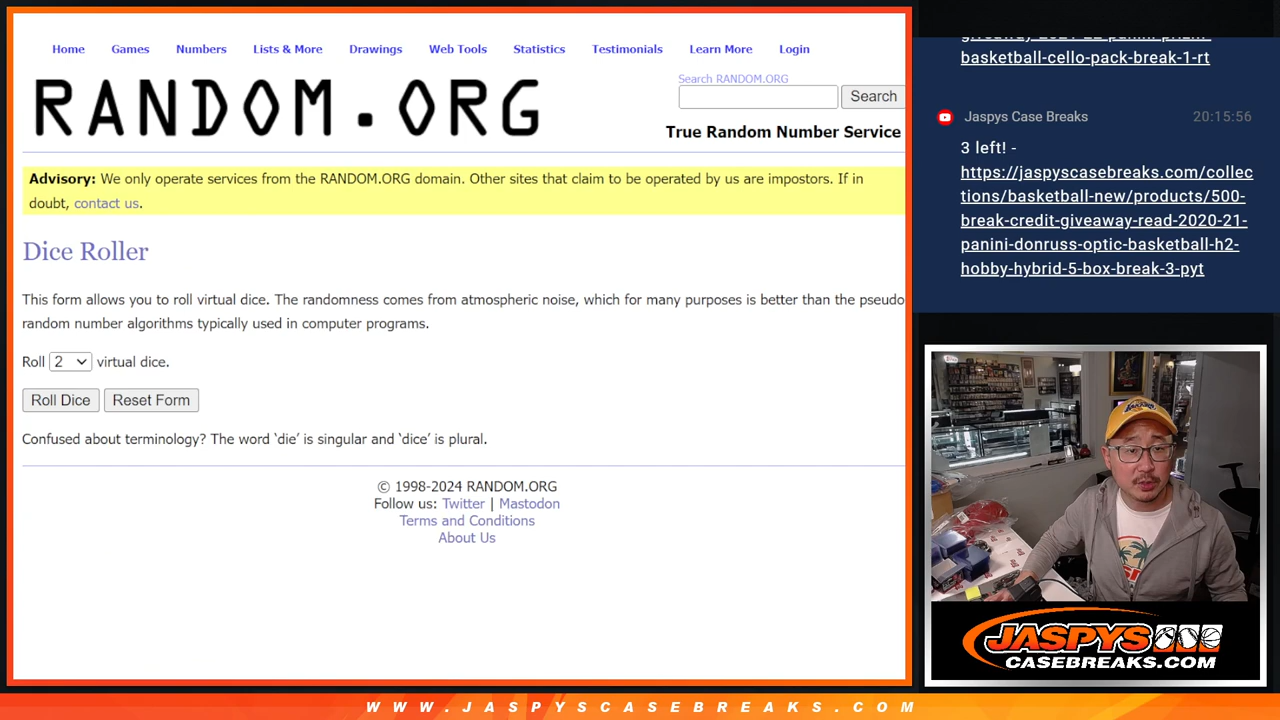 Home Games Numbers Lists & More Drawings Web Tools Statistics Testimonials Learn More Login
RANDOM.ORG
Search RANDOM.ORG
Search
True Random Number Service
Advisory: We only operate services from the RANDOM.ORG domain. Other sites that claim to be operated by us are impostors. If in
doubt, contact us.
Dice Roller
This form allows you to roll virtual dice. The randomness comes from atmospheric noise, which for many purposes is better than the pseudo
random number algorithms typically used in computer programs.
Roll 2 virtual dice.
Roll Dice Reset Form
Confused about terminology? The word ‘die’ is singular and ‘dice’ is plural.
© 1998-2024 RANDOM.ORG
Follow us: Twitter | Mastodon
Terms and Conditions
About Us
basketball-cello-pack-break-1-rt
Jaspys Case Breaks 20:15:56
3 left! -
https://jaspyscasebreaks.com/collec
tions/basketball-new/products/500-
break-credit-giveaway-read-2020-21-
panini-donruss-optic-basketball-h2-
hobby-hybrid-5-box-break-3-pyt
JASPYS
CASEBREAKS.COM
WWW.JASPYSCASEBREAKS.COM